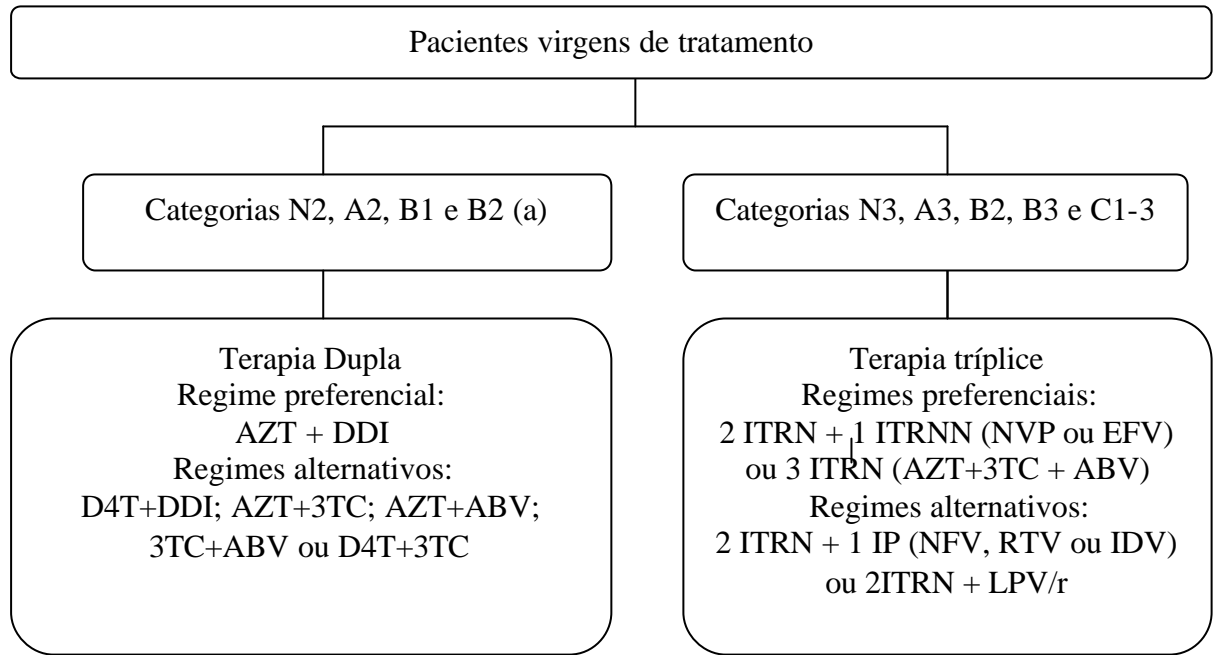 Pacientes virgens de tratamento
Categorias N2, A2, B1 e B2 (a)
Categorias N3, A3, B2, B3 e C1-3
Terapia Dupla
Regime preferencial:
AZT + DDI
Regimes alternativos:
D4T+DDI; AZT+3TC; AZT+ABV;
3TC+ABV ou D4T+3TC
Terapia tríplice
Regimes preferenciais:
2 ITRN + 1 ITRNN (NVP ou EFV)
ou 3 ITRN (AZT+3TC + ABV)
Regimes alternativos:
2 ITRN + 1 IP (NFV, RTV ou IDV)
ou 2ITRN + LPV/r